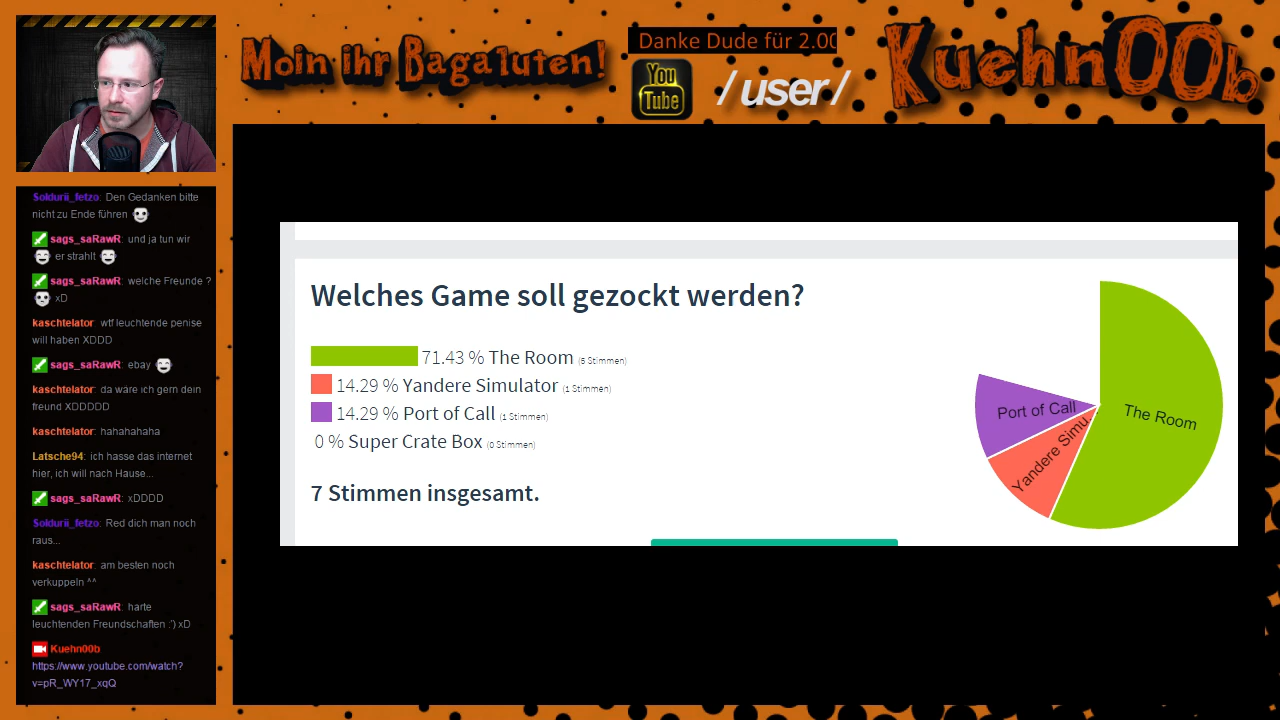 Moin ihr Bagaluten!
Danke Dude für 2.00
You
Tube
/user/
Kuehn00b
Soldurii_fetzo: Den Gedanken bitte
nicht zu Ende führen
sags_saRawR: und ja tun wir
er strahlt
sags_saRawR: welche Freunde ?
xD
kaschtelator: wtf leuchtende penise
will haben XDDD
sags_saRawR: ebay
kaschtelator: da wäre ich gern dein
freund XDDDDD
kaschtelator: hahahahaha
Latsche94: ich hasse das internet
hier, ich will nach Hause...
sags_saRawR: xDDDD
Soldurii_fetzo: Red dich man noch
raus...
kaschtelator: am besten noch
verkuppeln ^^
sags_saRawR: harte
leuchtenden Freundschaften :') xD
Kuehn00b
https://www.youtube.com/watch?
v=pR_WY17_xqQ
Welches Game soll gezockt werden?
71.43 % The Room (5 Stimmen)
14.29 % Yandere Simulator (1 Stimmen)
14.29 % Port of Call (1 Stimmen)
0 % Super Crate Box (0 Stimmen)
7 Stimmen insgesamt.
Port of Call
The Room
Yandere Simu...